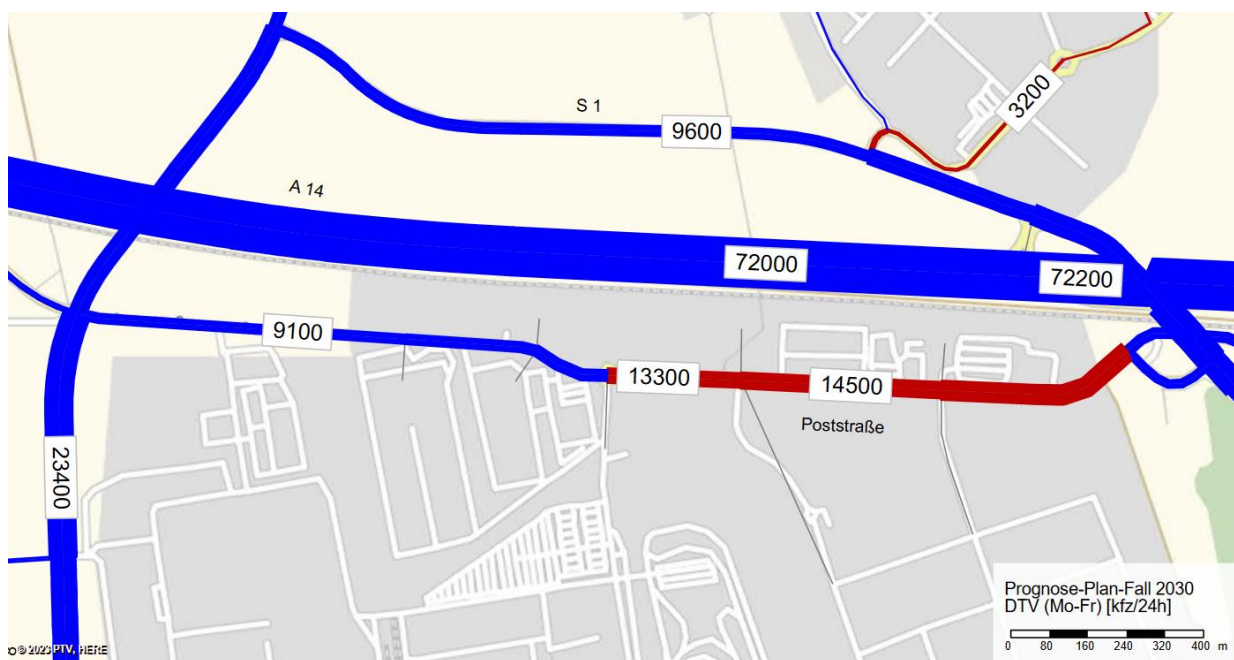 3200
S 1
9600
A 14
72000
72200
9100
13300
14500
Poststraße
23400
Prognose-Plan-Fall 2030
DTV (Mo-Fr) [kfz/24h]
0 80 160 240 320 400 m
© 2023 PTV, HERE